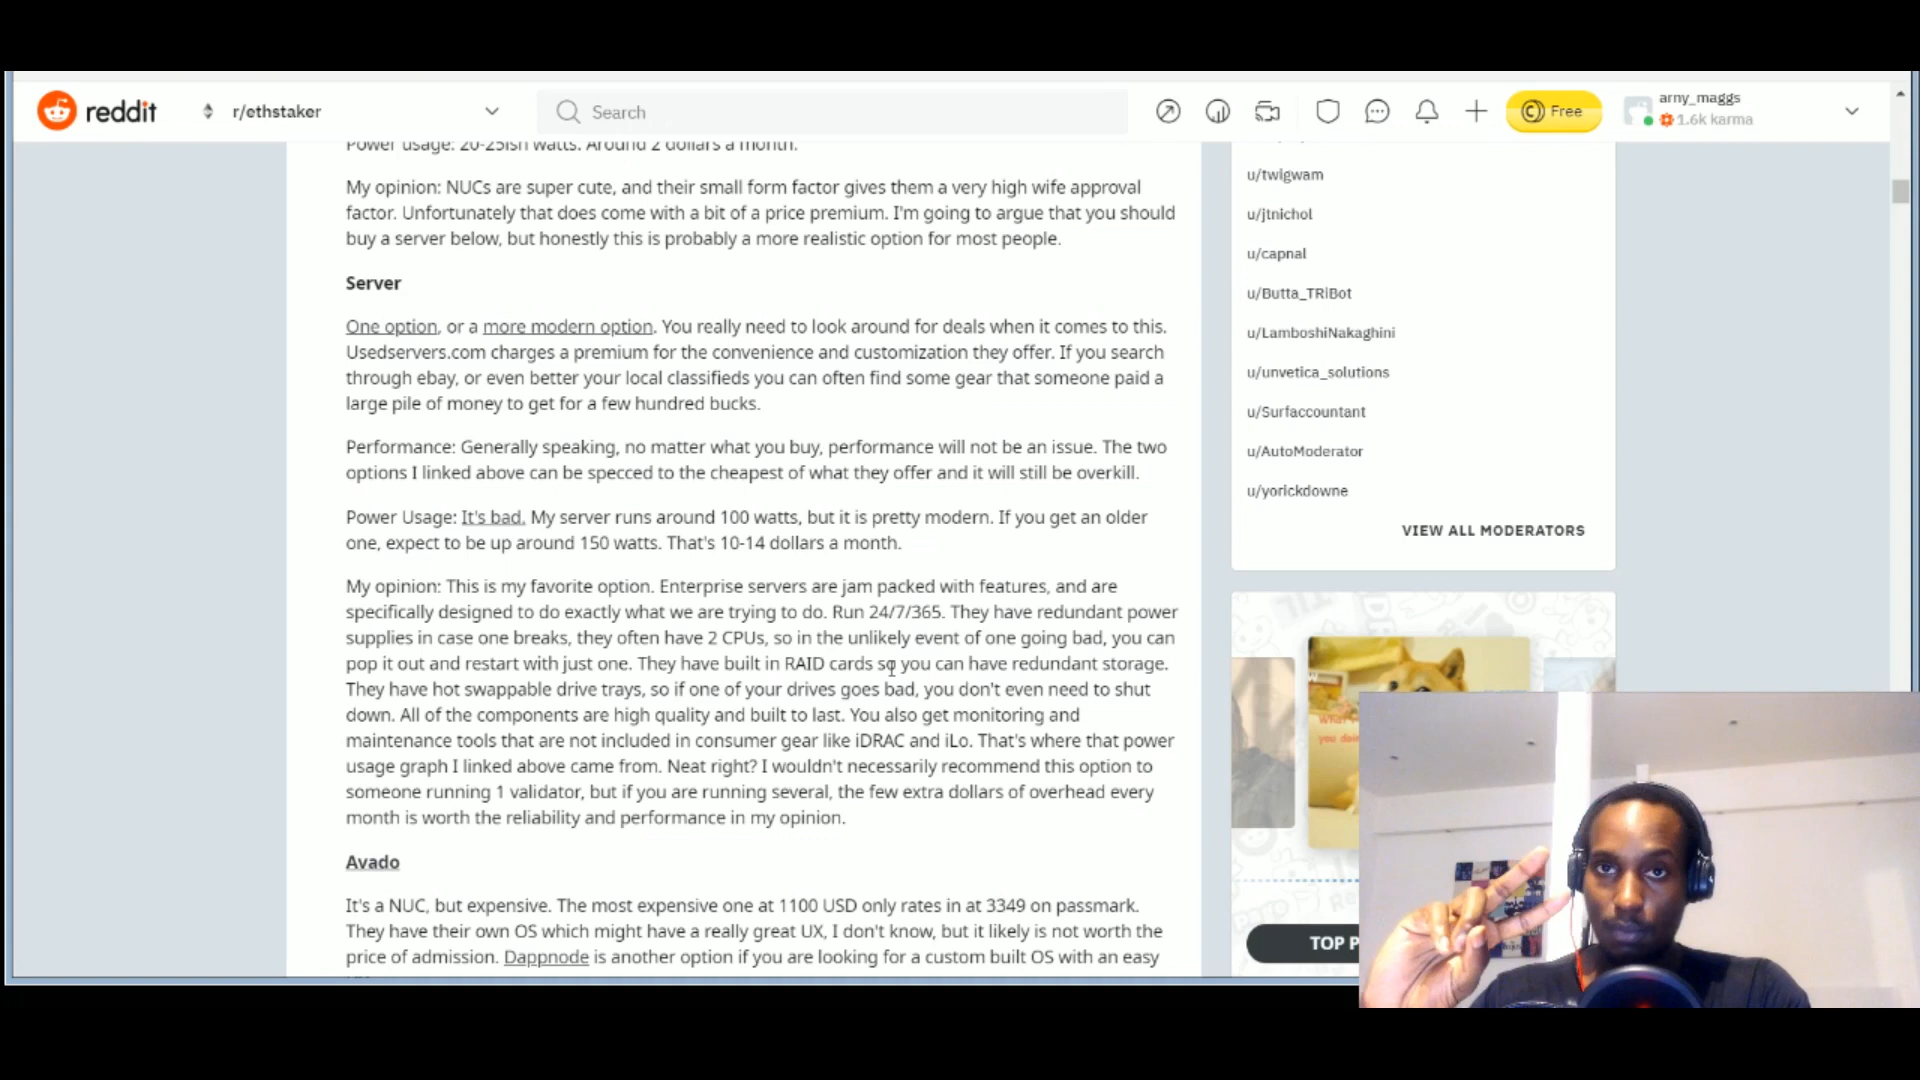 reddit
r/ethstaker
Search
Free
arny_maggs
1.6k karma
Power usage: 20-25ish watts. Around 2 dollars a month.
My opinion: NUCs are super cute, and their small form factor gives them a very high wife approval
factor. Unfortunately that does come with a bit of a price premium. I'm going to argue that you should
buy a server below, but honestly this is probably a more realistic option for most people.
Server
One option, or a more modern option. You really need to look around for deals when it comes to this.
Usedservers.com charges a premium for the convenience and customization they offer. If you search
through ebay, or even better your local classifieds you can often find some gear that someone paid a
large pile of money to get for a few hundred bucks.
Performance: Generally speaking, no matter what you buy, performance will not be an issue. The two
options I linked above can be specced to the cheapest of what they offer and it will still be overkill.
Power Usage: It's bad. My server runs around 100 watts, but it is pretty modern. If you get an older
one, expect to be up around 150 watts. That's 10-14 dollars a month.
My opinion: This is my favorite option. Enterprise servers are jam packed with features, and are
specifically designed to do exactly what we are trying to do. Run 24/7/365. They have redundant power
supplies in case one breaks, they often have 2 CPUs, so in the unlikely event of one going bad, you can
pop it out and restart with just one. They have built in RAID cards so you can have redundant storage.
They have hot swappable drive trays, so if one of your drives goes bad, you don't even need to shut
down. All of the components are high quality and built to last. You also get monitoring and
maintenance tools that are not included in consumer gear like iDRAC and iLo. That's where that power
usage graph I linked above came from. Neat right? I wouldn't necessarily recommend this option to
someone running 1 validator, but if you are running several, the few extra dollars of overhead every
month is worth the reliability and performance in my opinion.
Avado
It's a NUC, but expensive. The most expensive one at 1100 USD only rates in at 3349 on passmark.
They have their own OS which might have a really great UX, I don't know, but it likely is not worth the
price of admission. Dappnode is another option if you are looking for a custom built OS with an easy
u/twigwam
u/jtnichol
u/capnal
u/Butta_TRiBot
u/LamboshiNakaghini
u/unvetica_solutions
u/Surfaccountant
u/AutoModerator
u/yorickdowne
VIEW ALL MODERATORS
you doin
TOP P